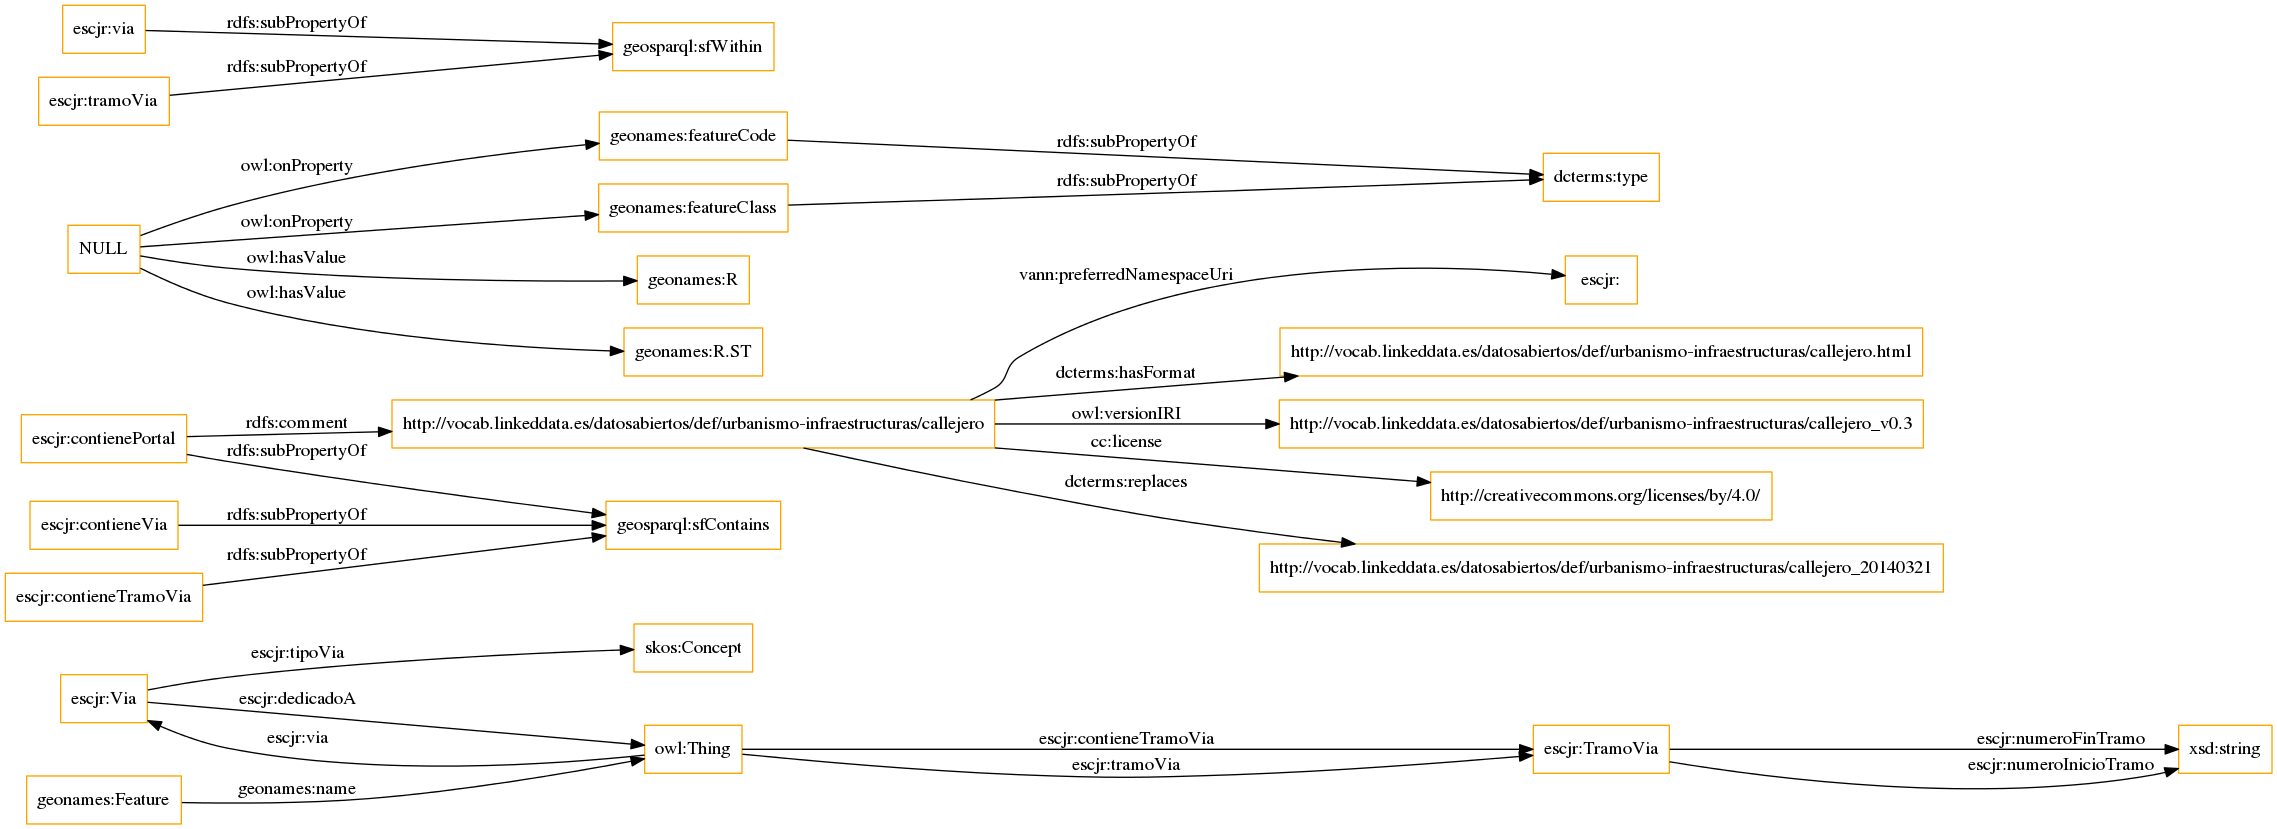 escjr:via
rdfs:subPropertyOf
geosparql:sfWithin
rdfs:subPropertyOf
escjr:tramoVia
geonames:featureCode
rdfs:subPropertyOf
owl:onProperty
dcterms:type
rdfs:subPropertyOf
geonames:featureClass
owl:onProperty
NULL
owl:hasValue
geonames:R
owl:hasValue
geonames:R.ST
vann:preferredNamespaceUri
escjr:
http://vocab.linkeddata.es/datosabiertos/def/urbanismo-infraestructuras/callejero.html
dcterms:hasFormat
escjr:contienePortal
rdfs:comment
http://vocab.linkeddata.es/datosabiertos/def/urbanismo-infraestructuras/callejero
owl:versionIRI
http://vocab.linkeddata.es/datosabiertos/def/urbanismo-infraestructuras/callejero_v0.3
rdfs:subPropertyOf
cc:license
http://creativecommons.org/licenses/by/4.0/
dcterms:replaces
http://vocab.linkeddata.es/datosabiertos/def/urbanismo-infraestructuras/callejero_20140321
escjr:contieneVia
rdfs:subPropertyOf
geosparql:sfContains
rdfs:subPropertyOf
escjr:contieneTramoVia
escjr:tipoVia
skos:Concept
escjr:Via
escjr:dedicadoA
escjr:via
owl:Thing
escjr:contieneTramoVia
escjr:tramoVia
escjr:TramoVia
escjr:numeroFinTramo
escjr:numeroInicioTramo
xsd:string
geonames:Feature
geonames:name